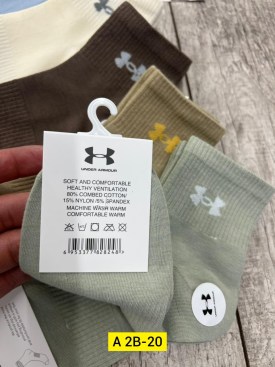 UNDER ARMOUR
SOFT AND COMFORTABLE
HEALTHY VENTILATION
80% COMBED COTTON/
15% NYLON /5% SPANDEX
MACHINE WASH WARM
COMFORTABLE WARM
A 2B-20